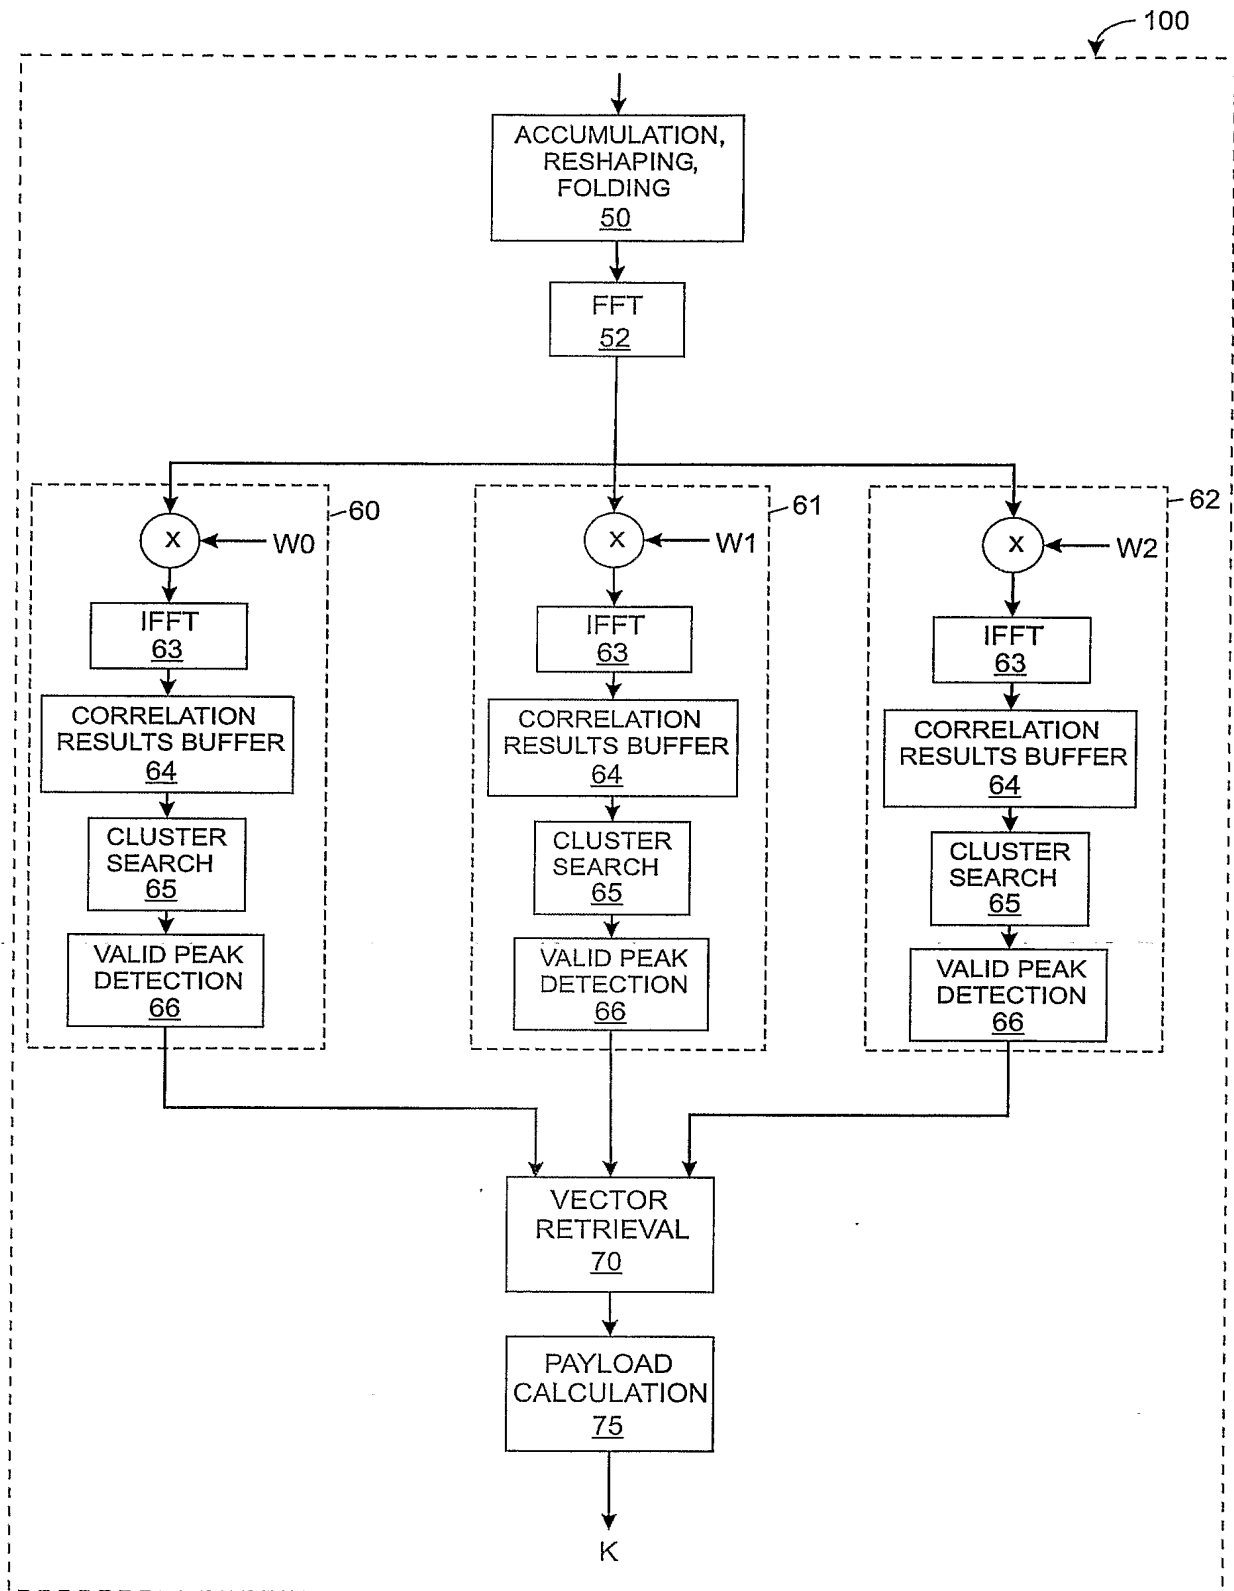 100
ACCUMULATION,
RESHAPING,
FOLDING
50
FFT
52
60
X
W0
IFFT
63
CORRELATION
RESULTS BUFFER
64
CLUSTER
SEARCH
65
VALID PEAK
DETECTION
66
61
X
W1
IFFT
63
CORRELATION
RESULTS BUFFER
64
CLUSTER
SEARCH
65
VALID PEAK
DETECTION
66
62
X
W2
IFFT
63
CORRELATION
RESULTS BUFFER
64
CLUSTER
SEARCH
65
VALID PEAK
DETECTION
66
VECTOR
RETRIEVAL
70
PAYLOAD
CALCULATION
75
K